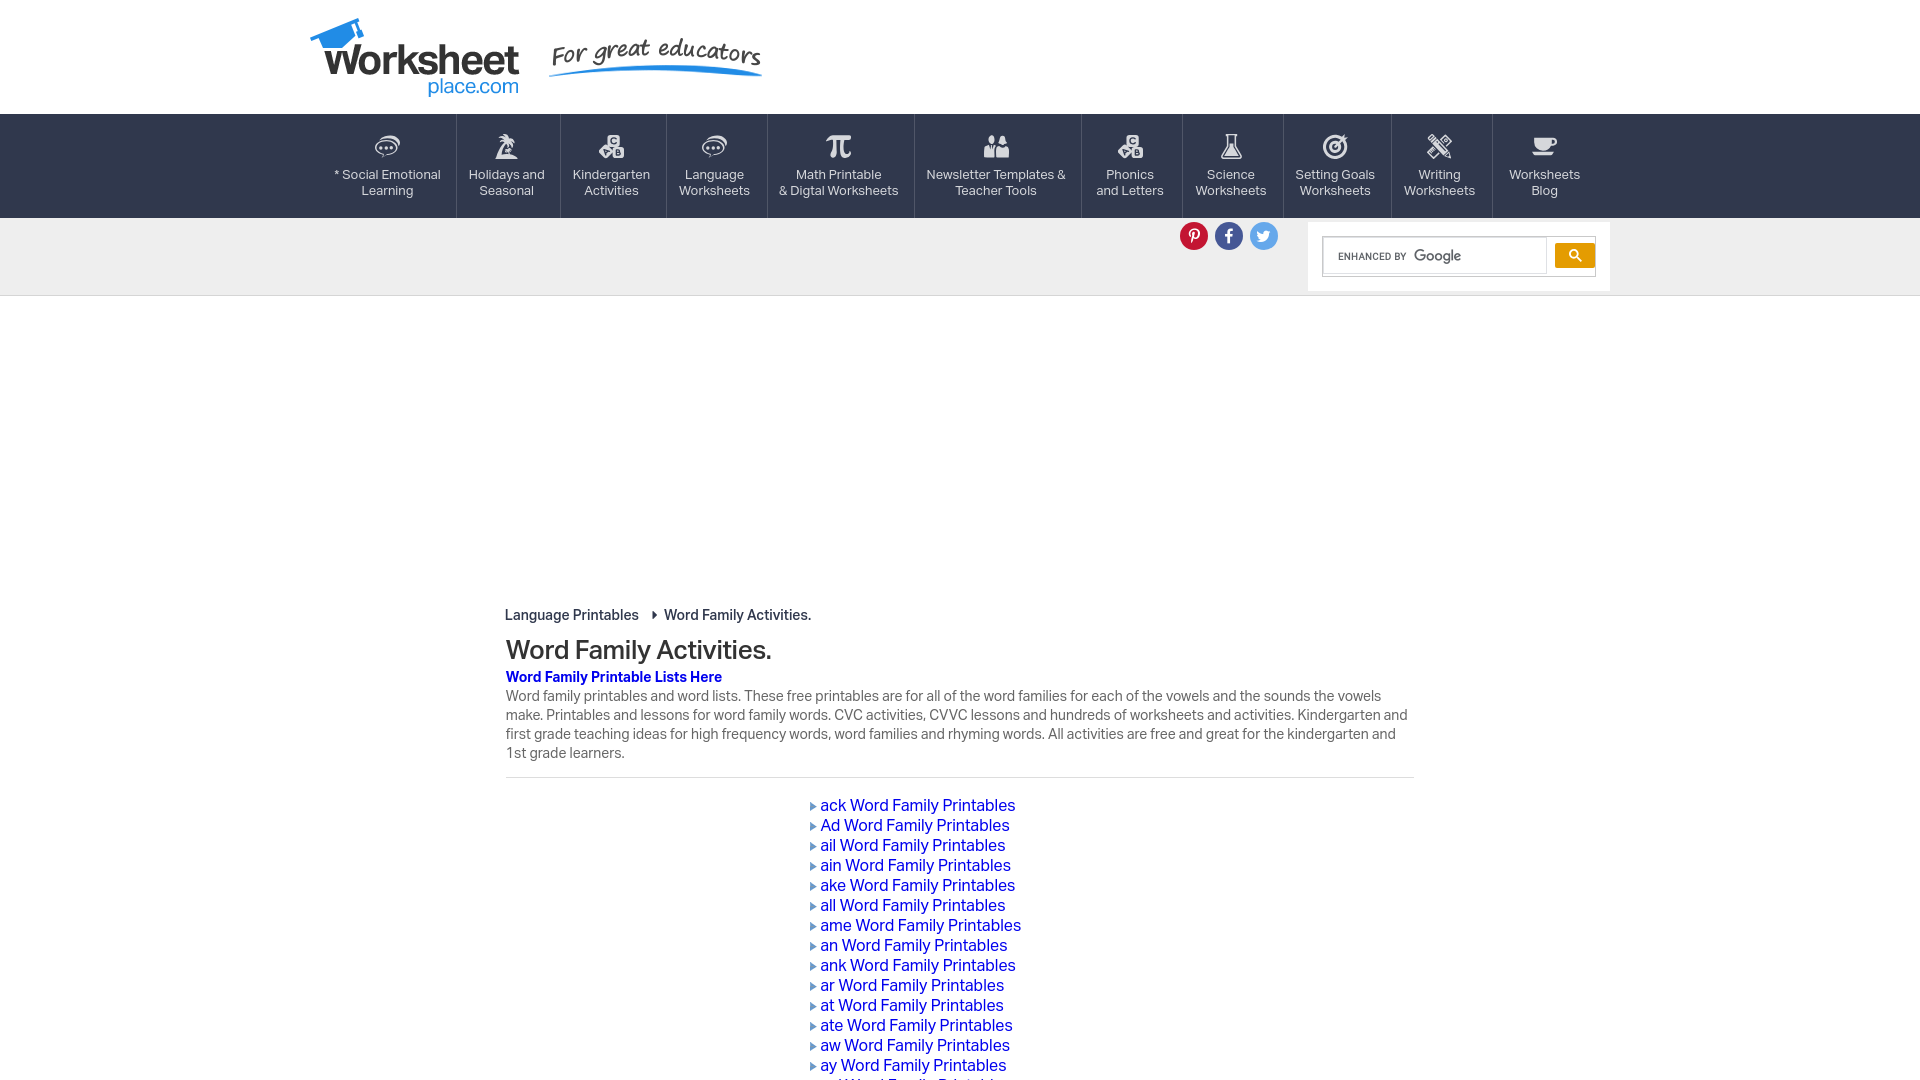 Worksheet
place.com
For great educators
* Social Emotional
Learning
Holidays and
Seasonal
Kindergarten
Activities
Language
Worksheets
Math Printable
& Digtal Worksheets
Newsletter Templates &
Teacher Tools
Phonics
and Letters
Science
Worksheets
Setting Goals
Worksheets
Writing
Worksheets
Worksheets
Blog
ENHANCED BY Google
Language Printables
Word Family Activities.
Word Family Activities.
Word Family Printable Lists Here
Word family printables and word lists. These free printables are for all of the word families for each of the vowels and the sounds the vowels
make. Printables and lessons for word family words. CVC activities, CVVC lessons and hundreds of worksheets and activities. Kindergarten and
first grade teaching ideas for high frequency words, word families and rhyming words. All activities are free and great for the kindergarten and
1st grade learners.
ack Word Family Printables
Ad Word Family Printables
ail Word Family Printables
ain Word Family Printables
ake Word Family Printables
all Word Family Printables
ame Word Family Printables
an Word Family Printables
ank Word Family Printables
ar Word Family Printables
at Word Family Printables
ate Word Family Printables
aw Word Family Printables
ay Word Family Printables